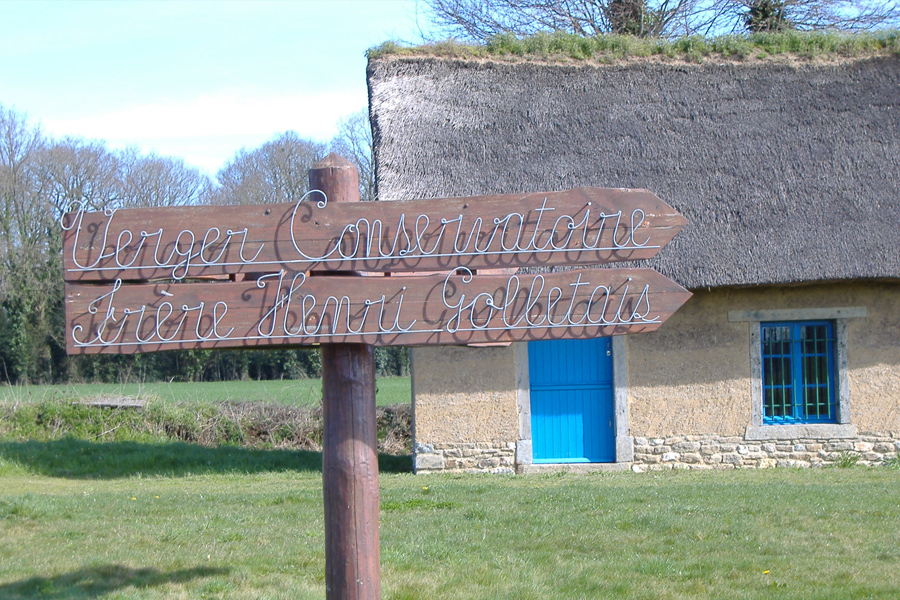 Verger Conservatoire
Frère Henri Golbetais